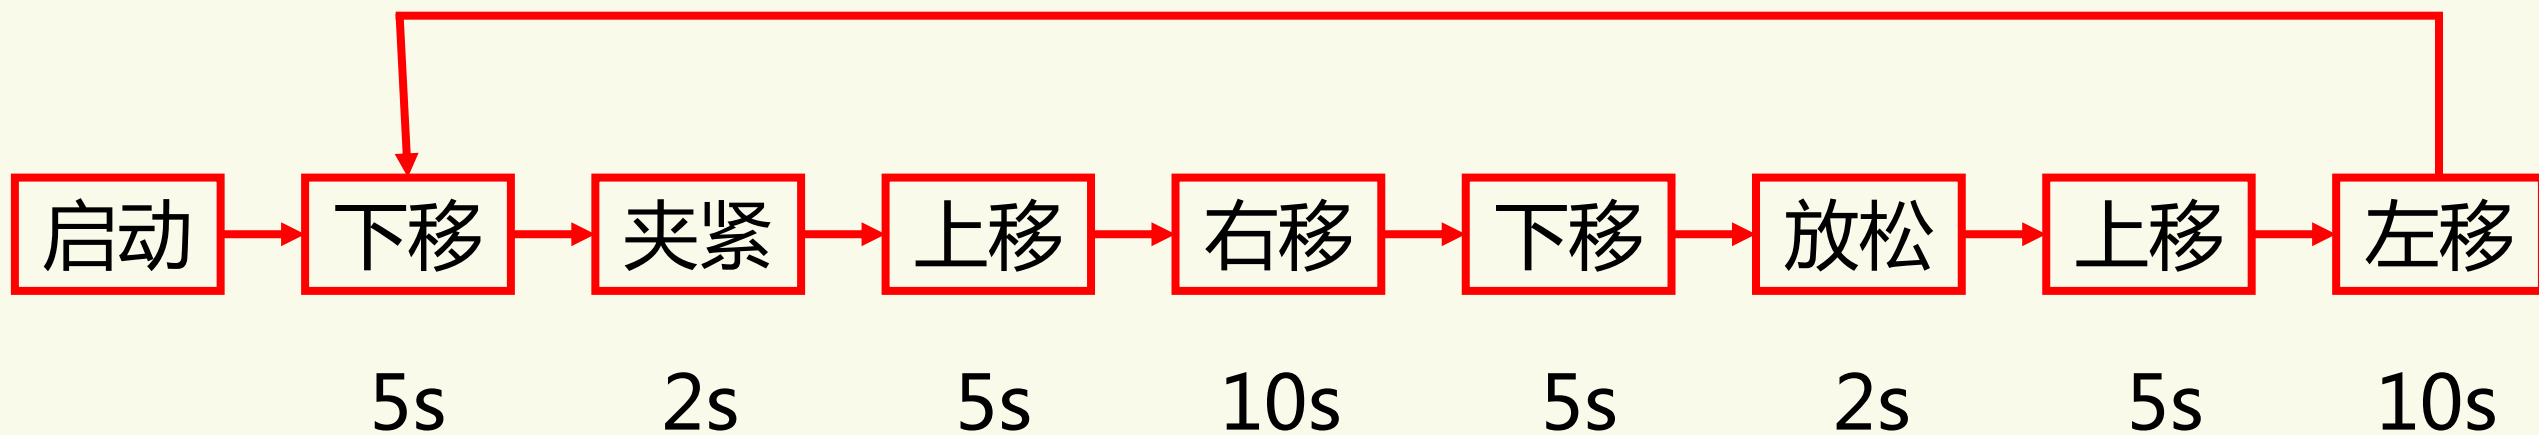 启动 下移 夹紧 上移 右移 下移 放松 上移 左移
5s 2s 5s 10s 5s 2s 5s 10s